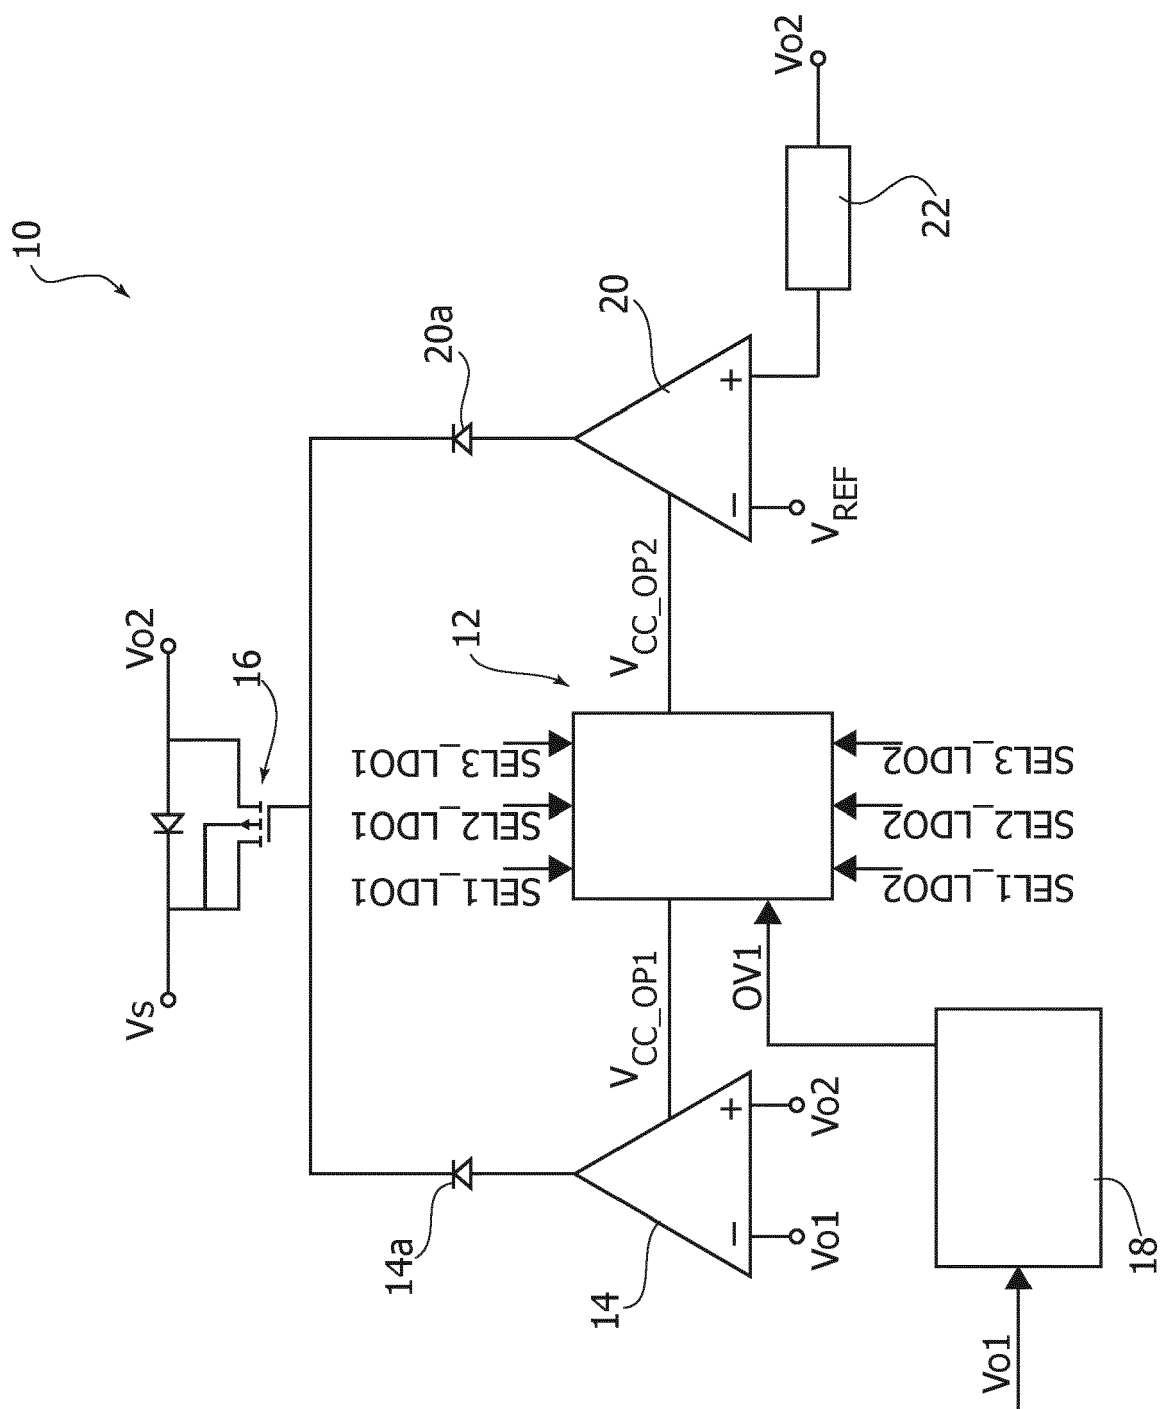 10
Vs
Vo2
16
14a
20a
14
20
Vo1
Vo2
−
+
VCC_OP1
VCC_OP2
12
SEL1_LDO1
SEL2_LDO1
SEL3_LDO1
SEL1_LDO2
SEL2_LDO2
SEL3_LDO2
OV1
−
+
VREF
22
Vo2
Vo1
18